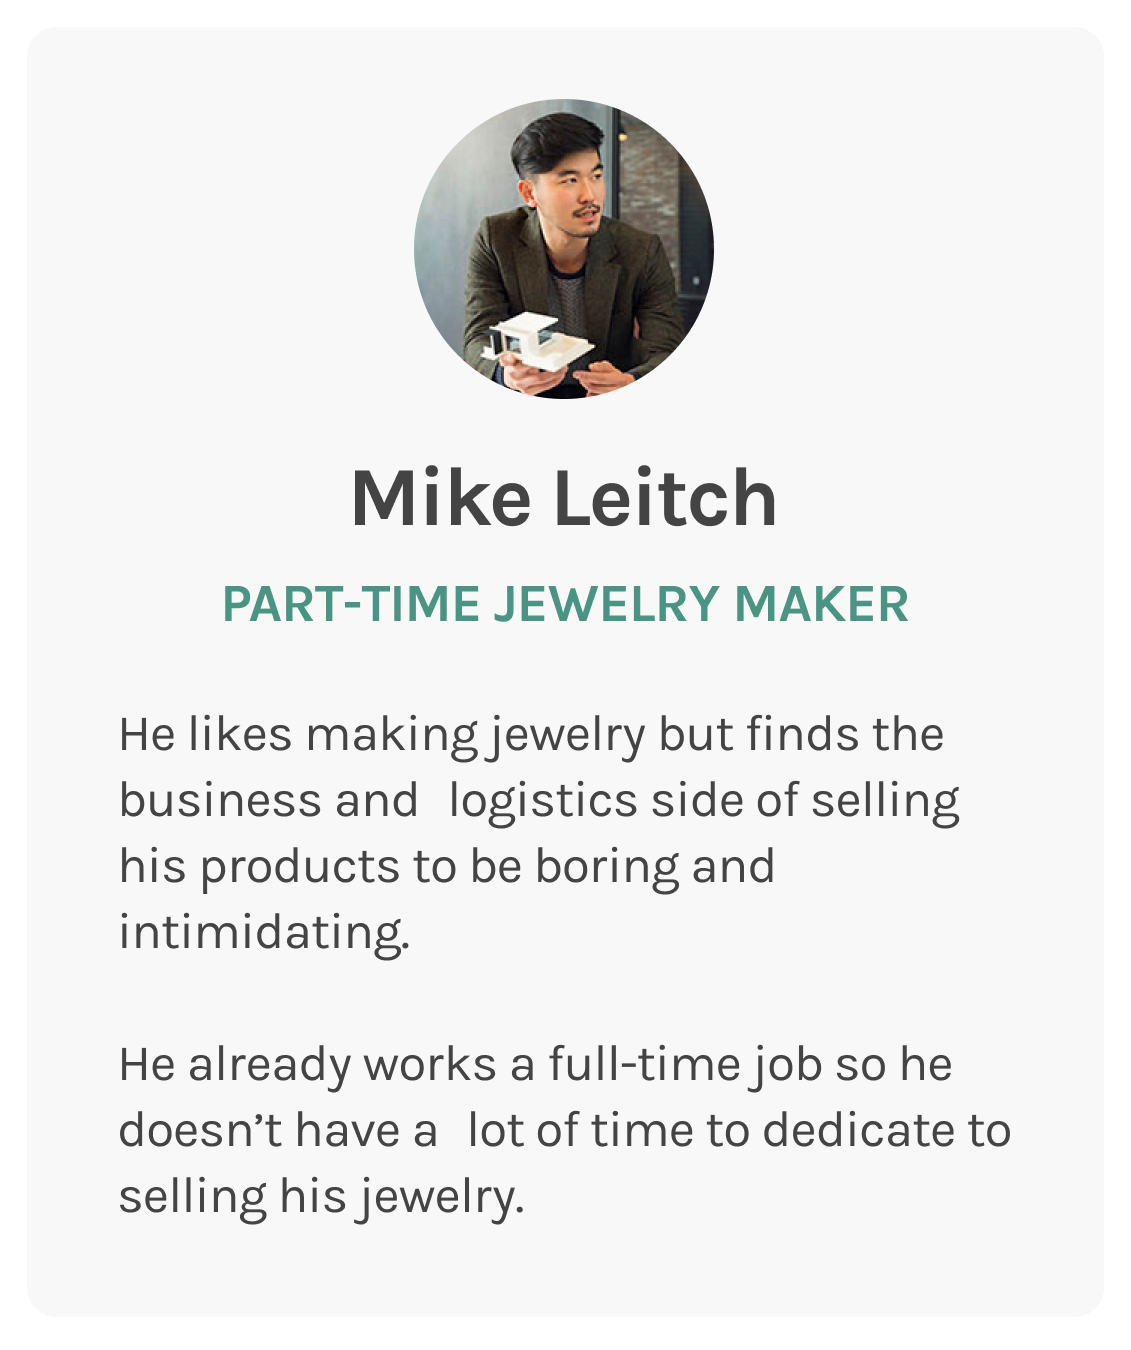 Mike Leitch
PART-TIME JEWELRY MAKER
He likes making jewelry but finds the
business and  logistics side of selling
his products to be boring and
intimidating.
He already works a full-time job so he
doesn’t have a  lot of time to dedicate to
selling his jewelry.